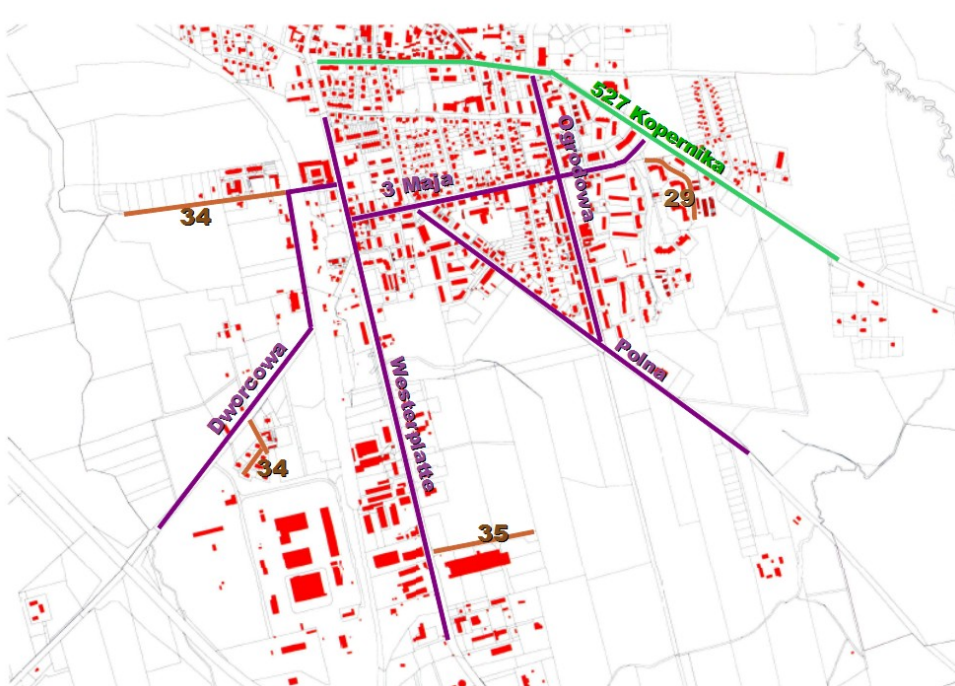 527 Kopernika
Ogrodowa
3 Maja
29
34
Polna
Dworcowa
Westerplatte
34
35